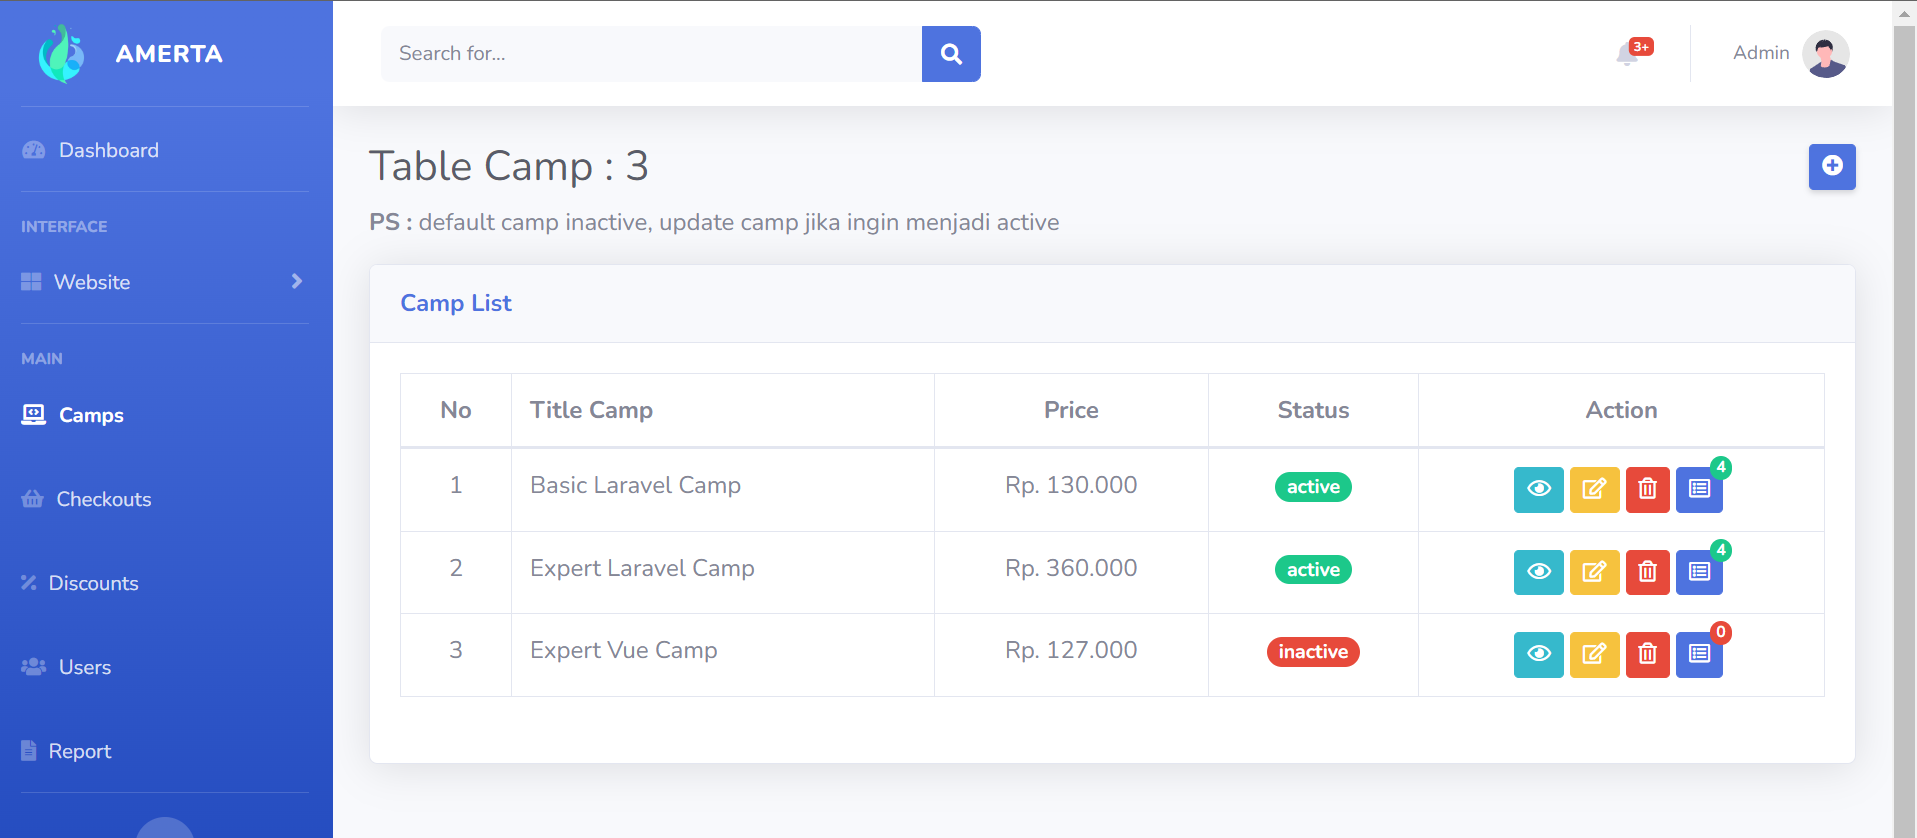 AMERTA
Search for...
3+
Admin
Dashboard
INTERFACE
Website
MAIN
Camps
Checkouts
Discounts
Users
Report
Table Camp : 3
PS : default camp inactive, update camp jika ingin menjadi active
Camp List
No Title Camp Price Status Action
1 Basic Laravel Camp Rp. 130.000 active 4
2 Expert Laravel Camp Rp. 360.000 active 4
3 Expert Vue Camp Rp. 127.000 inactive 0